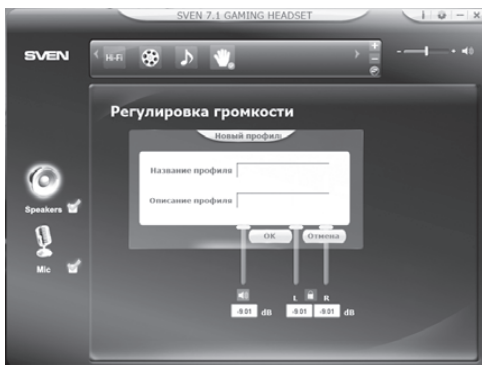 SVEN 7.1 GAMING HEADSET
SVEN
Hi-Fi
Регулировка громкости
Новый профиль
Название профиля
Описание профиля
OK
Отмена
Speakers
Mic
L
R
-9.01 dB
-9.01
-9.01 dB